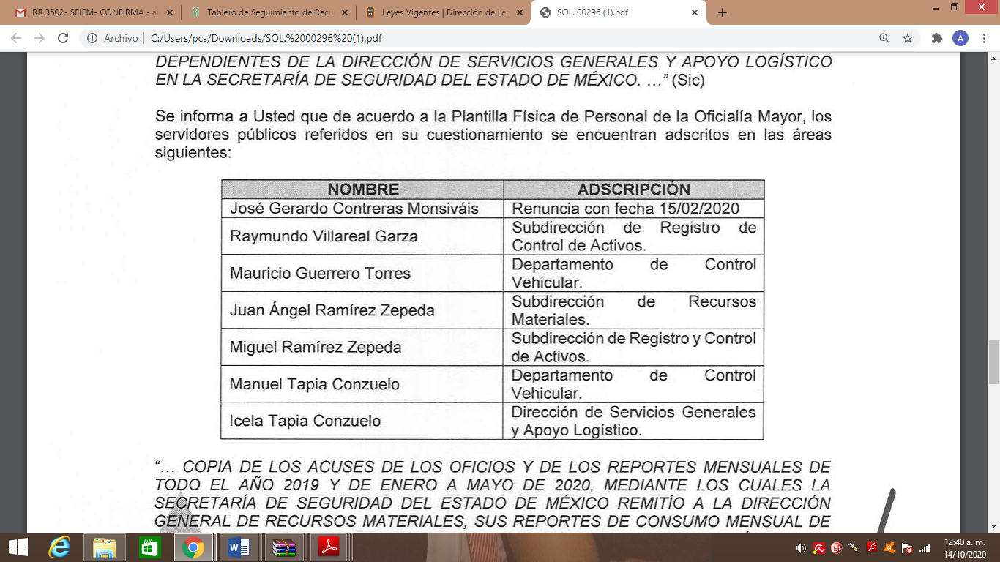 RR 3502- SEIEM- CONFIRMA - al
Tablero de Seguimiento de Recu
Leyes Vigentes | Dirección de Leg
SOL. 00296 (1).pdf
Archivo
C:/Users/pcs/Downloads/SOL.%2000296%20(1).pdf
A
DEPENDIENTES DE LA DIRECCIÓN DE SERVICIOS GENERALES Y APOYO LOGÍSTICO
EN LA SECRETARÍA DE SEGURIDAD DEL ESTADO DE MÉXICO. …” (Sic)
Se informa a Usted que de acuerdo a la Plantilla Física de Personal de la Oficialía Mayor, los
servidores públicos referidos en su cuestionamiento se encuentran adscritos en las áreas
siguientes:
NOMBRE ADSCRIPCIÓN
José Gerardo Contreras Monsiváis Renuncia con fecha 15/02/2020
Raymundo Villareal Garza Subdirección de Registro de
Control de Activos.
Mauricio Guerrero Torres Departamento de Control
Vehicular.
Juan Ángel Ramírez Zepeda Subdirección de Recursos
Materiales.
Miguel Ramírez Zepeda Subdirección de Registro y Control
de Activos.
Manuel Tapia Conzuelo Departamento de Control
Vehicular.
Icela Tapia Conzuelo Dirección de Servicios Generales
y Apoyo Logístico.
“… COPIA DE LOS ACUSES DE LOS OFICIOS Y DE LOS REPORTES MENSUALES DE
TODO EL AÑO 2019 Y DE ENERO A MAYO DE 2020, MEDIANTE LOS CUALES LA
SECRETARÍA DE SEGURIDAD DEL ESTADO DE MÉXICO REMITÍO A LA DIRECCIÓN
GENERAL DE RECURSOS MATERIALES, SUS REPORTES DE CONSUMO MENSUAL DE
12:40 a. m.
14/10/2020